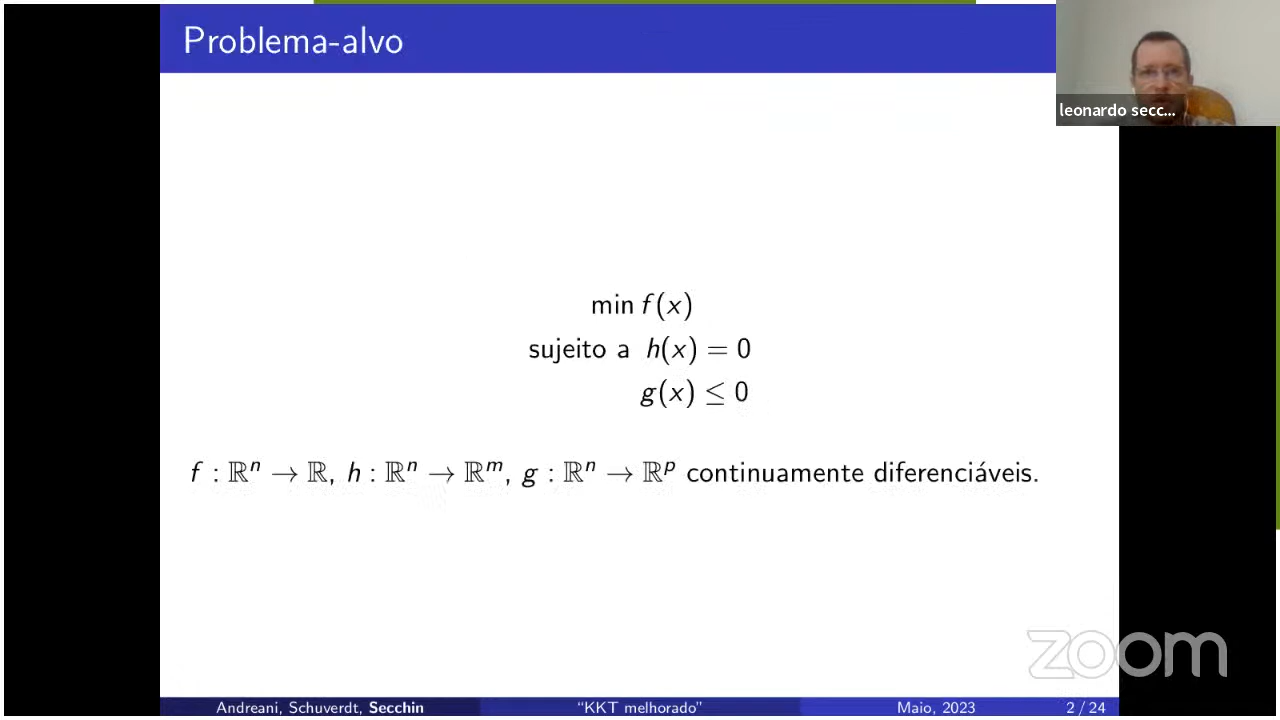 Problema-alvo
leonardo secc...
min f(x)
sujeito a h(x) = 0
g(x) ≤ 0
f : ℝⁿ → ℝ, h : ℝⁿ → ℝᵐ, g : ℝⁿ → ℝᵖ continuamente diferenciáveis.
zoom
Andreani, Schuverdt, Secchin "KKT melhorado" Maio, 2023 2 / 24